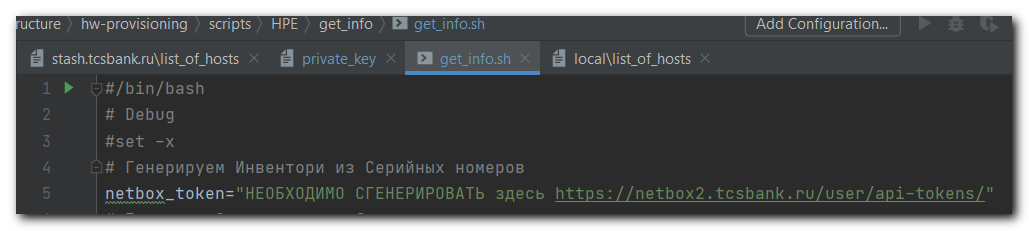 ructure hw-provisioning scripts HPE get_info get_info.sh Add Configuration...
stash.tcsbank.ru\list_of_hosts private_key get_info.sh local\list_of_hosts
1 #/bin/bash
2 # Debug
3 #set -x
4 # Генерируем Инвентори из Серийных номеров
5 netbox_token="НЕОБХОДИМО СГЕНЕРИРОВАТЬ здесь https://netbox2.tcsbank.ru/user/api-tokens/"